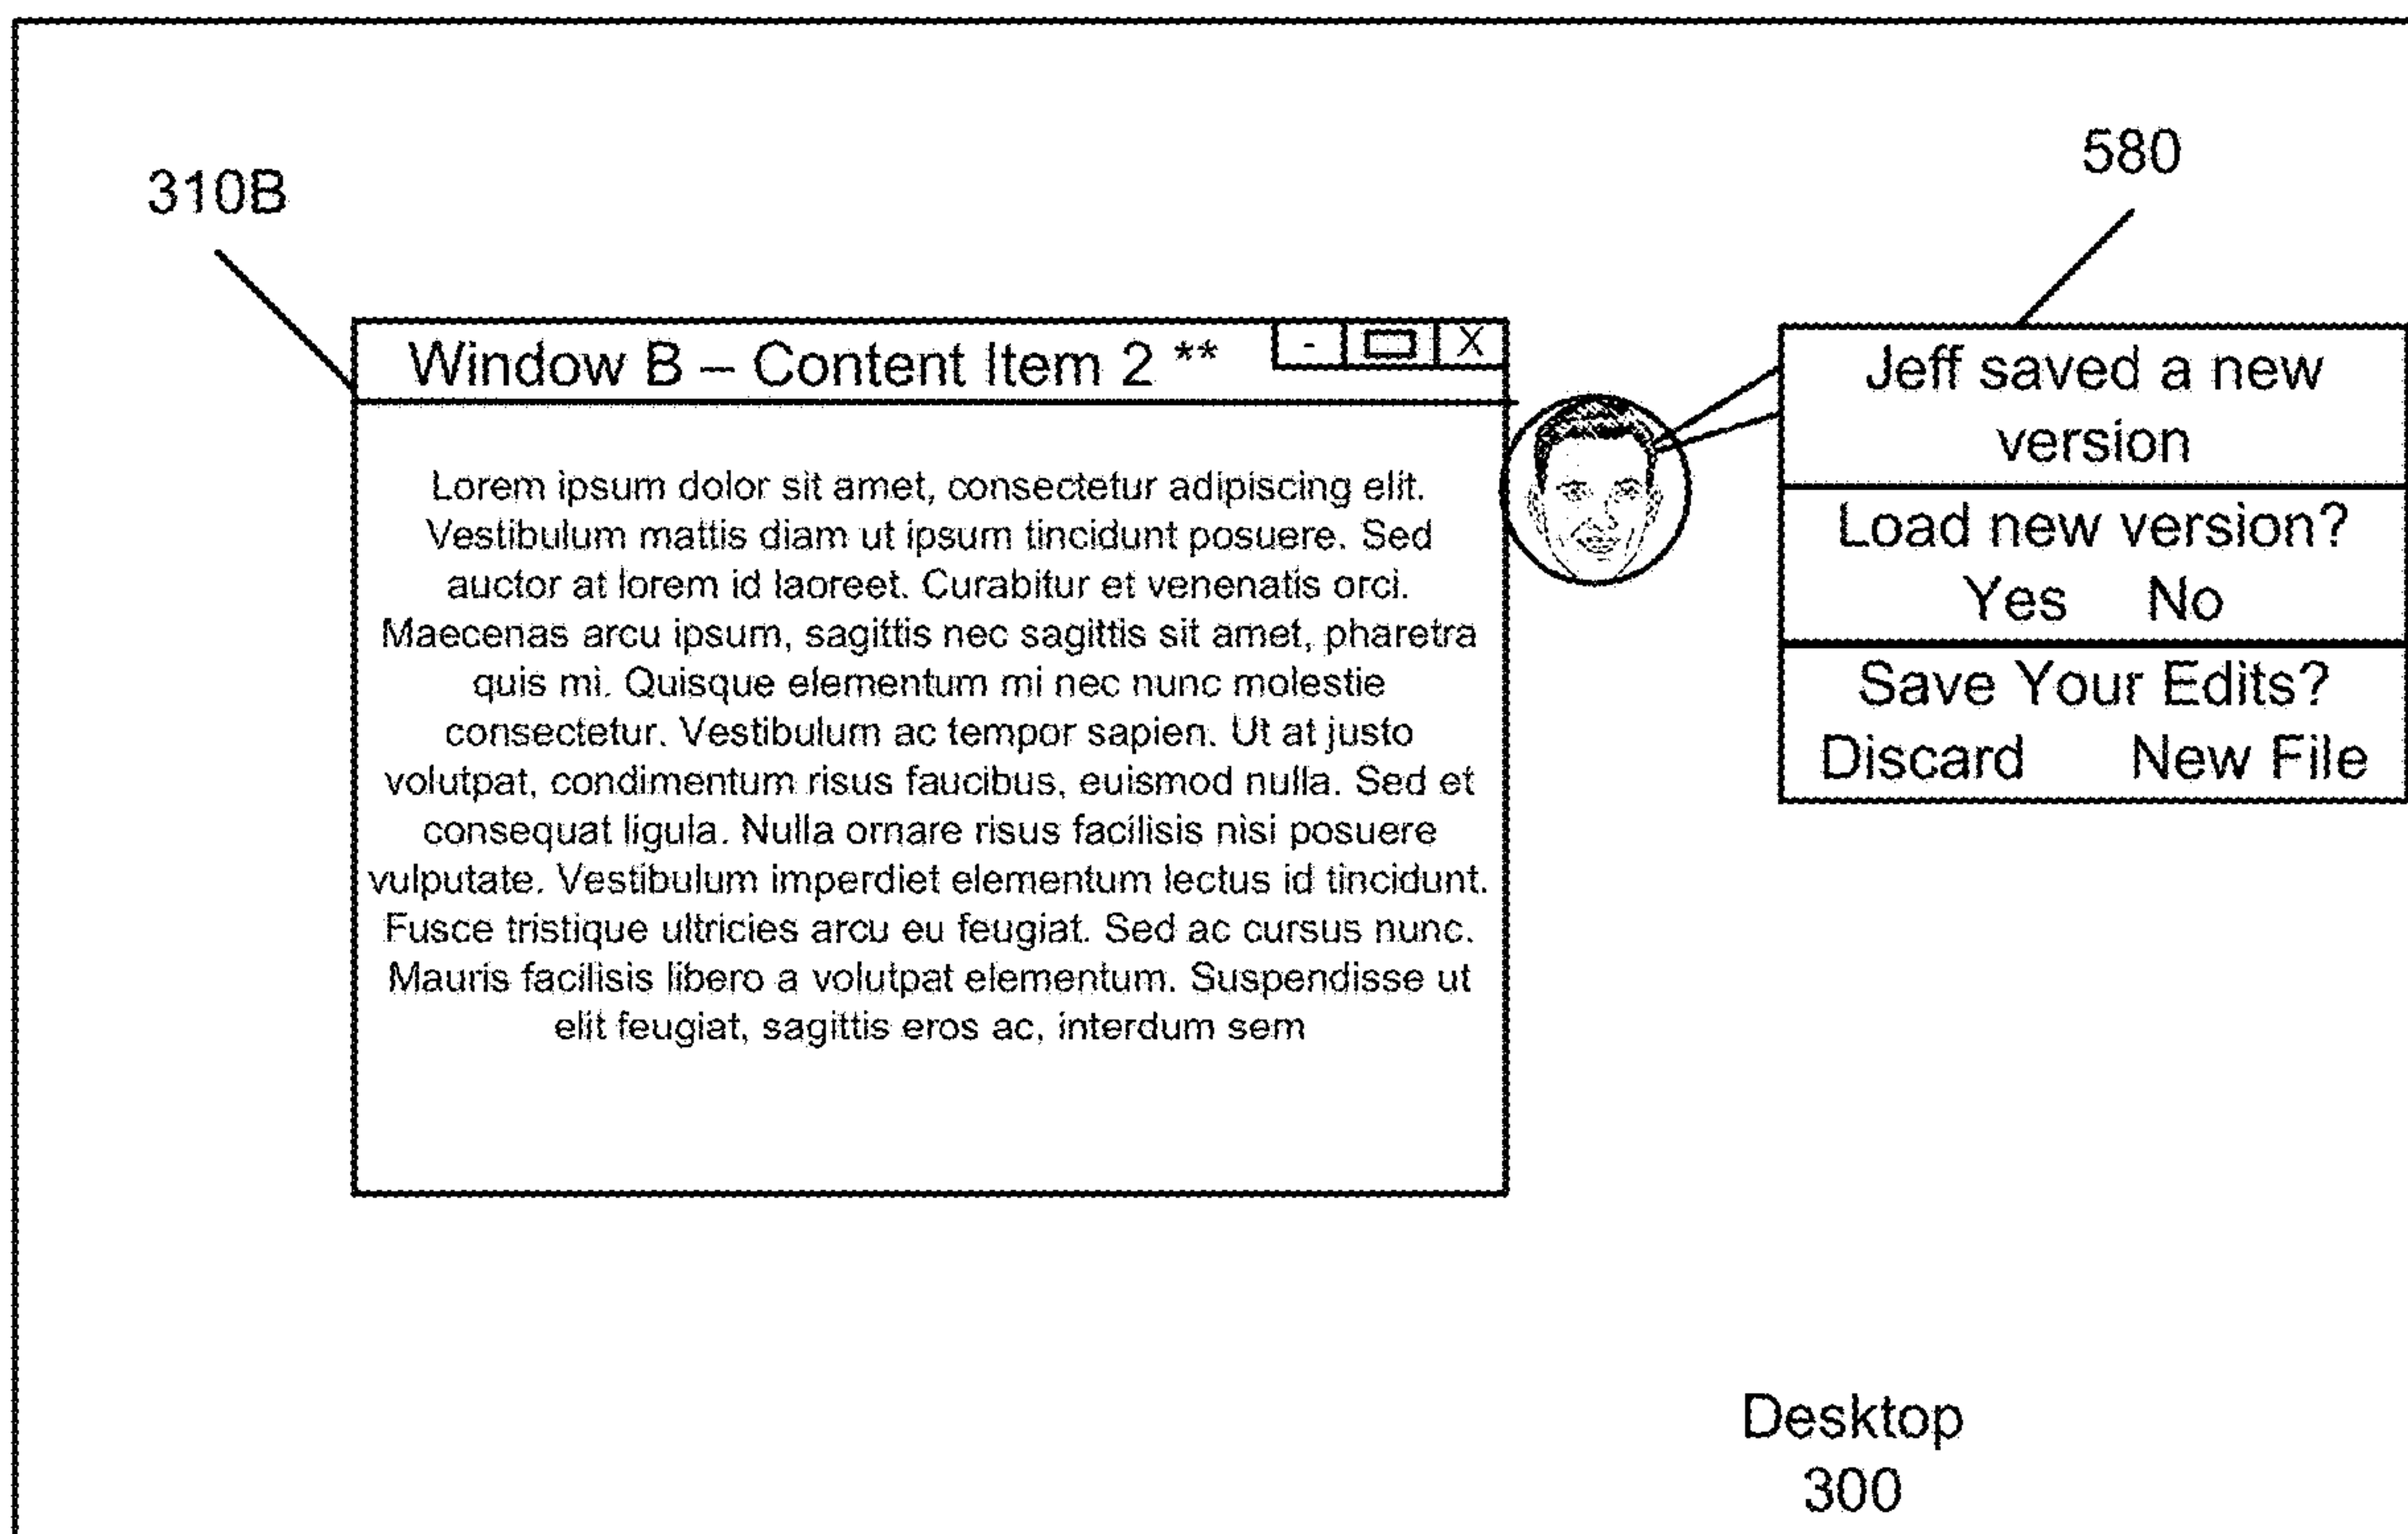 310B
580
Window B – Content Item 2 **
- X
Lorem ipsum dolor sit amet, consectetur adipiscing elit.
Vestibulum mattis diam ut ipsum tincidunt posuere. Sed
auctor at lorem id laoreet. Curabitur et venenatis orci.
Maecenas arcu ipsum, sagittis nec sagittis sit amet, pharetra
quis mi. Quisque elementum mi nec nunc molestie
consectetur. Vestibulum ac tempor sapien. Ut at justo
volutpat, condimentum risus faucibus, euismod nulla. Sed et
consequat ligula. Nulla ornare risus facilisis nisi posuere
vulputate. Vestibulum imperdiet elementum lectus id tincidunt.
Fusce tristique ultricies arcu eu feugiat. Sed ac cursus nunc.
Mauris facilisis libero a volutpat elementum. Suspendisse ut
elit feugiat, sagittis eros ac, interdum sem
Jeff saved a new
version
Load new version?
Yes No
Save Your Edits?
Discard New File
Desktop
300